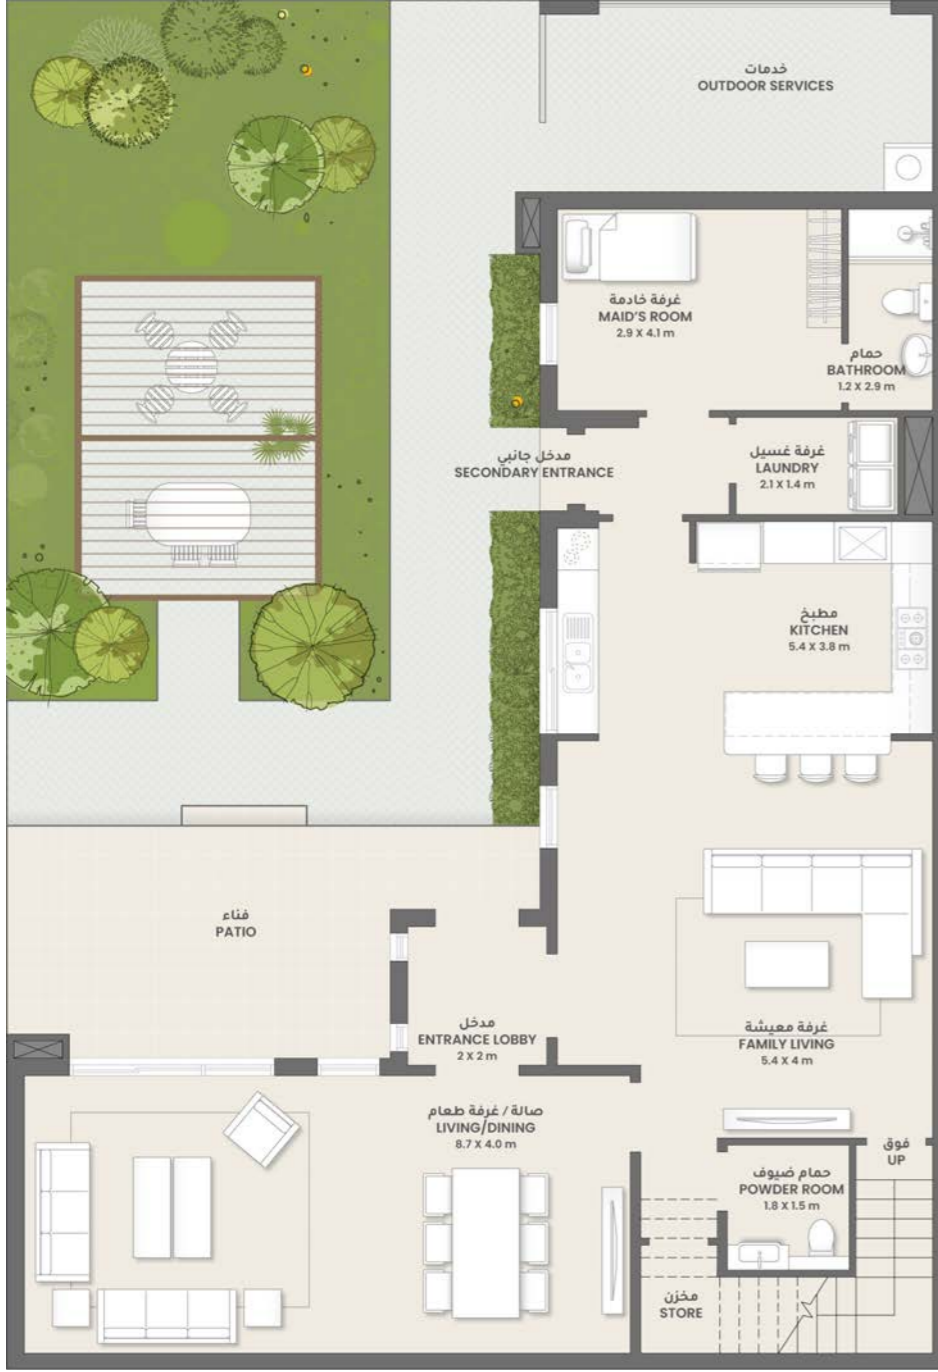 خدمات
OUTDOOR SERVICES
غرفة خادمة
MAID'S ROOM
2.9 X 4.1 m
حمام
BATHROOM
1.2 X 2.9 m
مدخل جانبي
SECONDARY ENTRANCE
غرفة غسيل
LAUNDRY
2.1 X 1.4 m
مطبخ
KITCHEN
5.4 X 3.8 m
فناء
PATIO
مدخل
ENTRANCE LOBBY
2 X 2 m
غرفة معيشة
FAMILY LIVING
5.4 X 4 m
صالة / غرفة طعام
LIVING/DINING
8.7 X 4.0 m
فوق
UP
حمام ضيوف
POWDER ROOM
1.8 X 1.5 m
مخزن
STORE